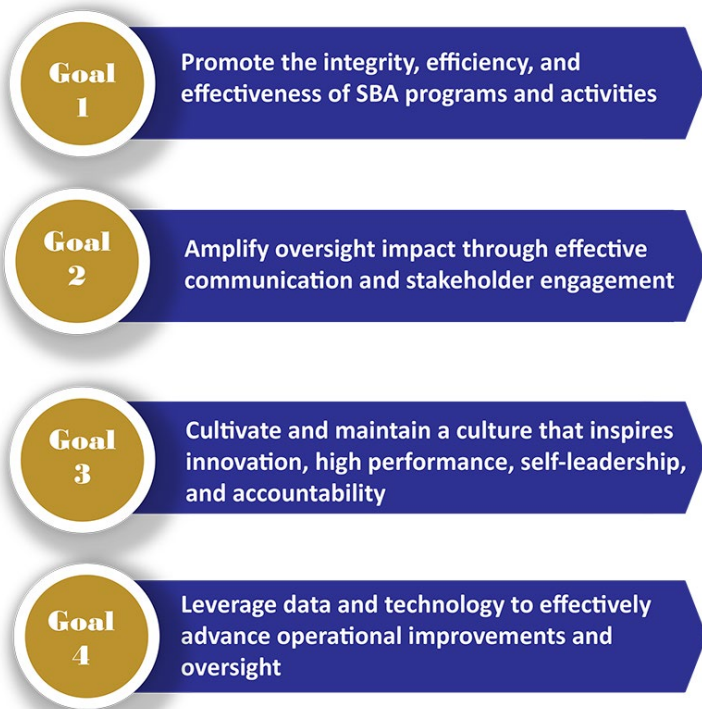 Goal
1
Promote the integrity, efficiency, and
effectiveness of SBA programs and activities
Goal
2
Amplify oversight impact through effective
communication and stakeholder engagement
Goal
3
Cultivate and maintain a culture that inspires
innovation, high performance, self-leadership,
and accountability
Goal
4
Leverage data and technology to effectively
advance operational improvements and
oversight